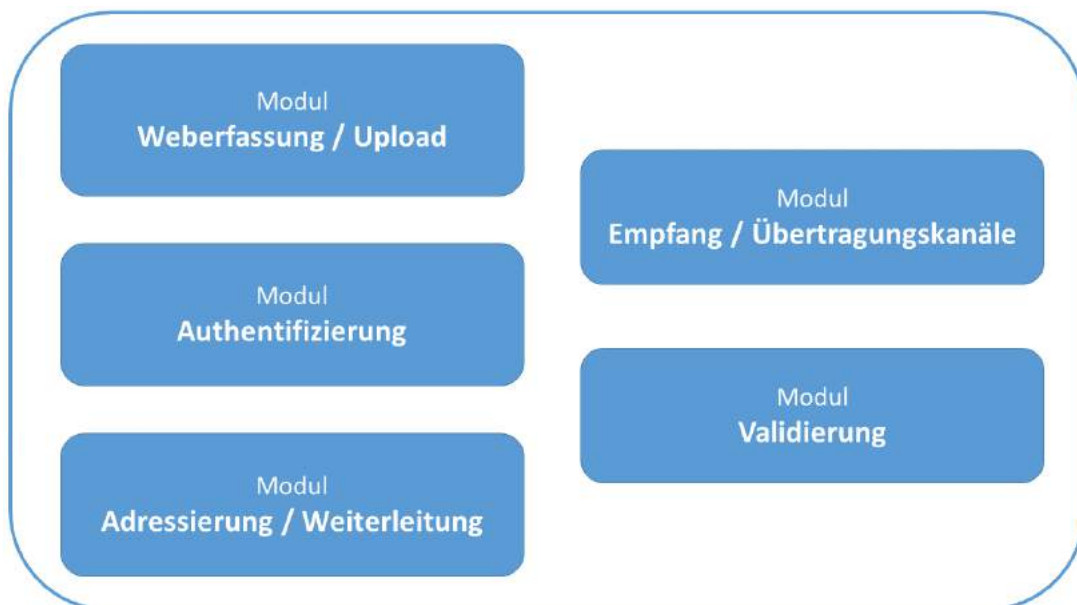 Modul
Weberfassung / Upload
Modul
Authentifizierung
Modul
Adressierung / Weiterleitung
Modul
Empfang / Übertragungskanäle
Modul
Validierung